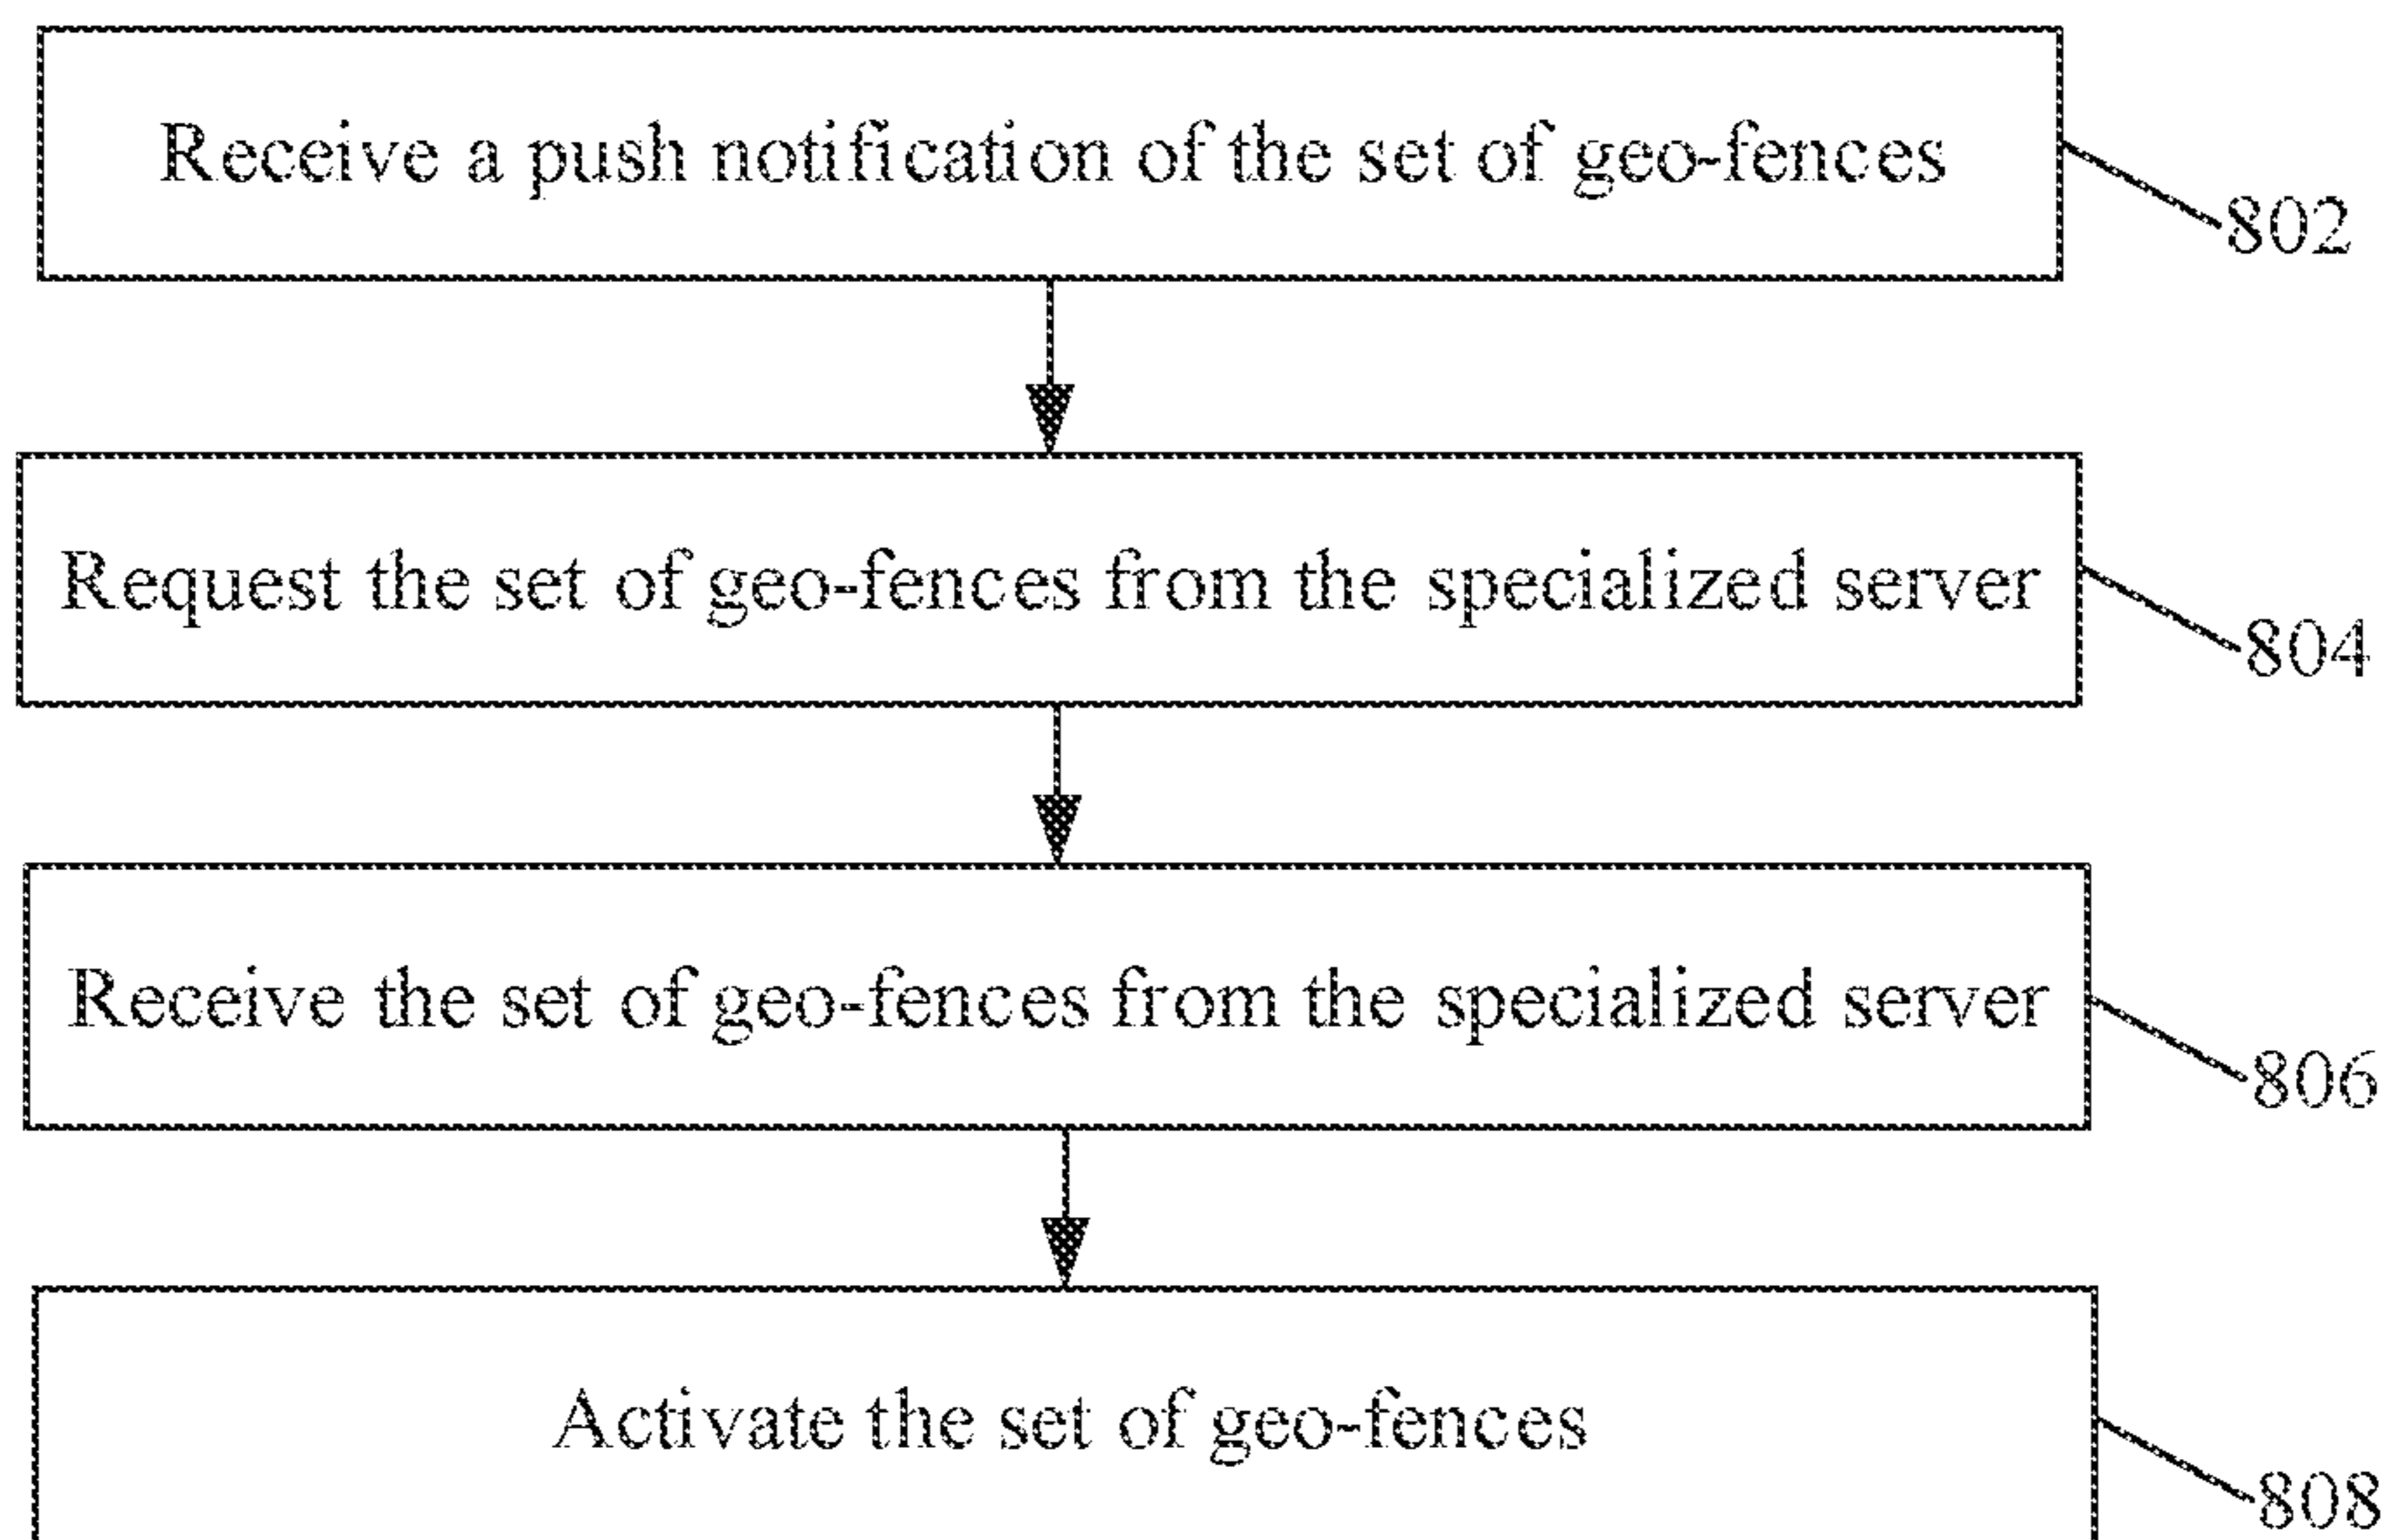 Receive a push notification of the set of geo-fences
802
Request the set of geo-fences from the specialized server
804
Receive the set of geo-fences from the specialized server
806
Activate the set of geo-fences
808